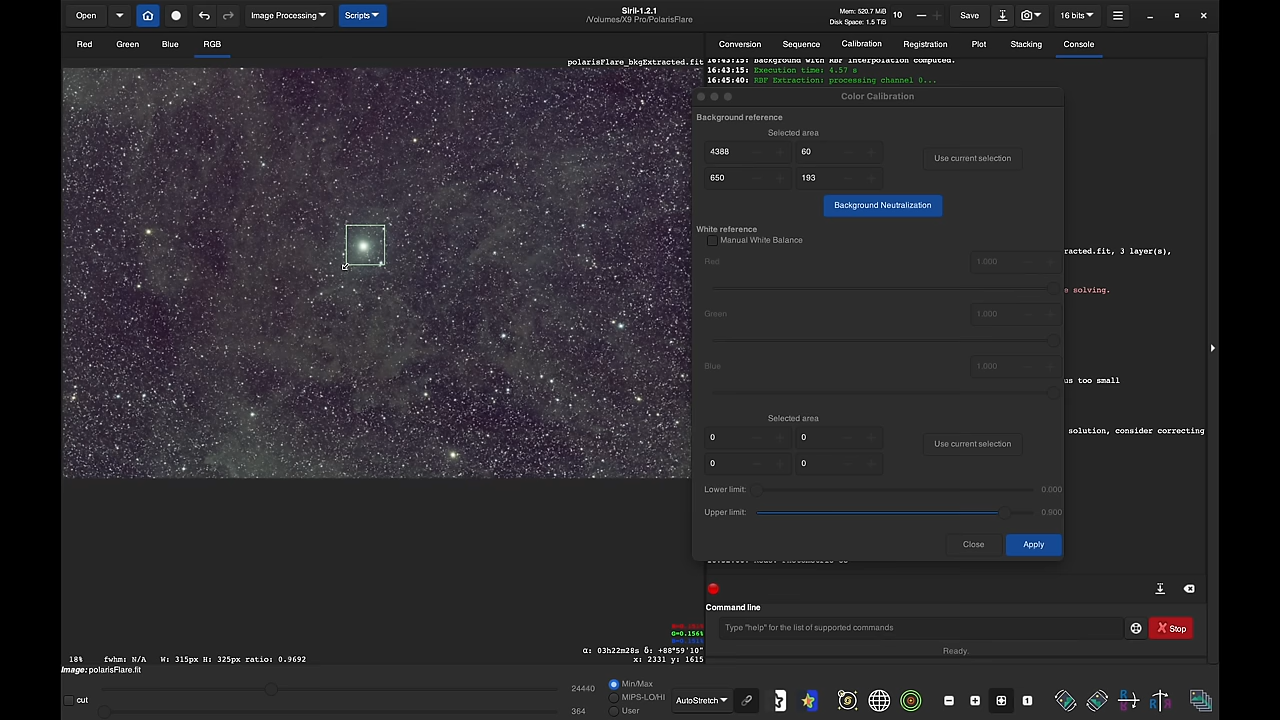 Open
Image Processing
Scripts
Siril-1.2.1
/Volumes/X9 Pro/PolarisFlare
Mem: 520.7 MiB
Disk Space: 1.5 TiB
10
Save
16 bits
Red
Green
Blue
RGB
Conversion
Sequence
Calibration
Registration
Plot
Stacking
Console
polarisFlare_bkgExtracted.fit
16:43:15: Background with RBF interpolation computed.
16:43:15: Execution time: 4.57 s
16:45:40: RBF Extraction: processing channel 0...
Color Calibration
Background reference
Selected area
4388
60
Use current selection
650
193
Background Neutralization
White reference
Manual White Balance
racted.fit, 3 layer(s),
Red
1.000
e solving.
Green
1.000
Blue
1.000
us too small
Selected area
solution, consider correcting
0
0
Use current selection
0
0
Lower limit:
0.000
Upper limit:
0.900
Close
Apply
Command line
Type "help" for the list of supported commands
Stop
G=0.156%
Ready.
α: 03h22m28s δ: +88°59'10"
18%
fwhm: N/A
W: 315px H: 325px ratio: 0.9692
x: 2331 y: 1615
Image: polarisFlare.fit
cut
24440
364
Min/Max
MIPS-LO/HI
User
AutoStretch
1